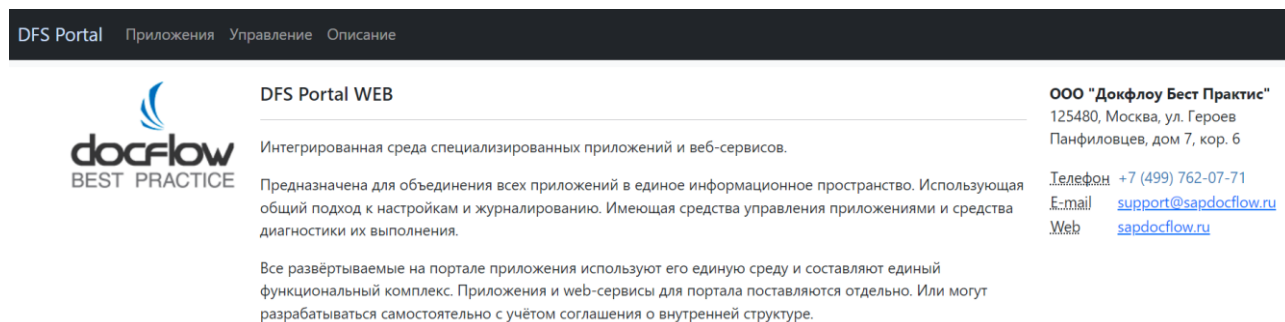 DFS Portal Приложения Управление Описание
docflow
BEST PRACTICE
DFS Portal WEB
Интегрированная среда специализированных приложений и веб-сервисов.
Предназначена для объединения всех приложений в единое информационное пространство. Использующая
общий подход к настройкам и журналированию. Имеющая средства управления приложениями и средства
диагностики их выполнения.
Все развёртываемые на портале приложения используют его единую среду и составляют единый
функциональный комплекс. Приложения и web-сервисы для портала поставляются отдельно. Или могут
разрабатываться самостоятельно с учётом соглашения о внутренней структуре.
ООО "Докфлоу Бест Практис"
125480, Москва, ул. Героев
Панфиловцев, дом 7, кор. 6
Телефон +7 (499) 762-07-71
E-mail support@sapdocflow.ru
Web sapdocflow.ru